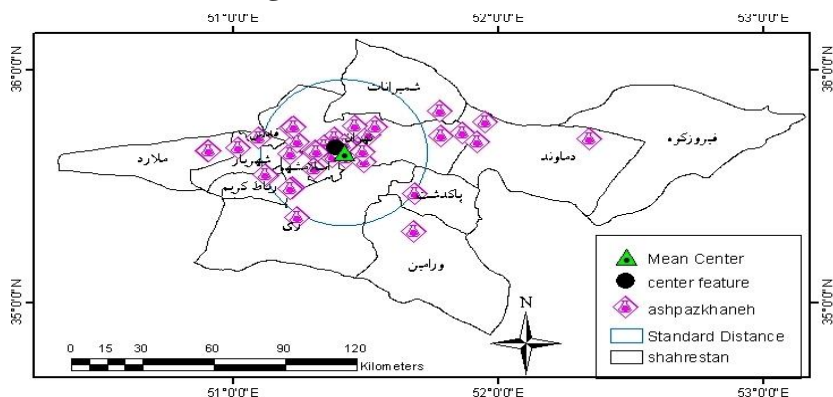 51°0'0"E 52°0'0"E 53°0'0"E
36°0'0"N 36°0'0"N
شمیرانات
تهران
فیروزکوه
ملارد
شهریار
دماوند
رباط کریم
پاکدشت
ورامین
Mean Center
center feature
ashpazkhaneh
Standard Distance
shahrestan
N
35°0'0"N 35°0'0"N
0 15 30 60 90 120
Kilometers
51°0'0"E 52°0'0"E 53°0'0"E